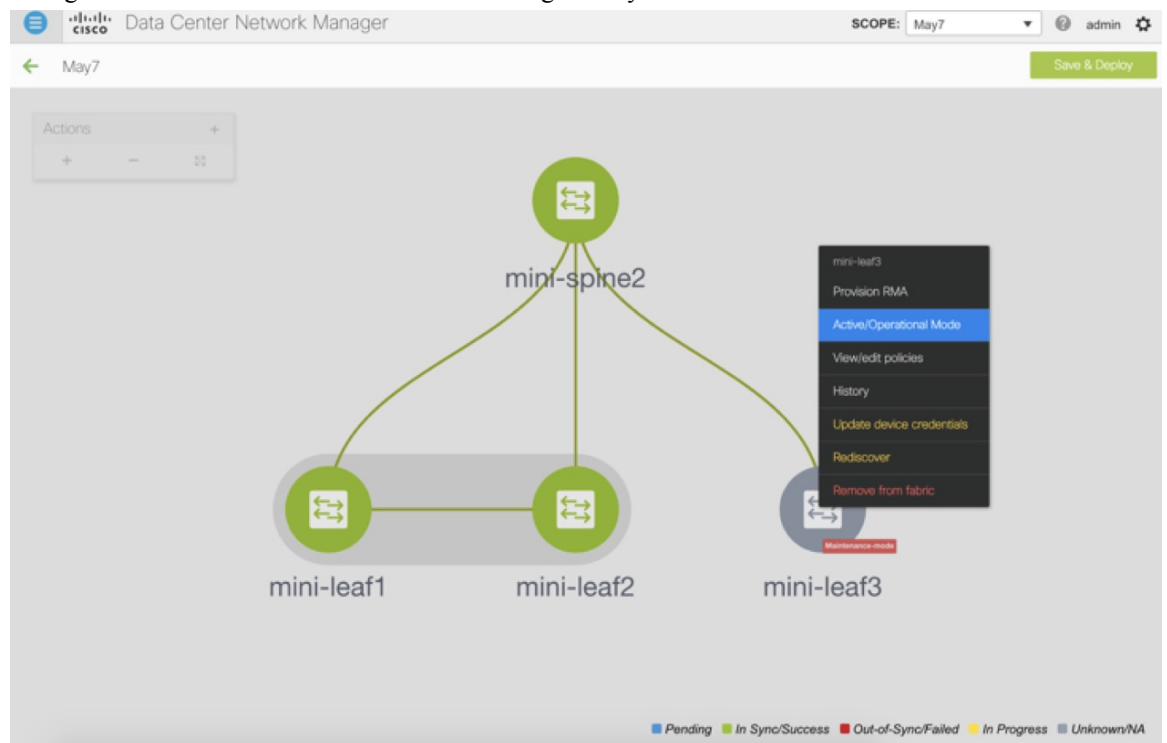 cisco Data Center Network Manager SCOPE: May7 admin
May7 Save & Deploy
Actions +
+ −
mini-spine2
mini-leaf3
Provision RMA
Active/Operational Mode
View/edit policies
History
Update device credentials
Rediscover
Remove from fabric
Maintenance-mode
mini-leaf1 mini-leaf2 mini-leaf3
Pending In Sync/Success Out-of-Sync/Failed In Progress Unknown/NA